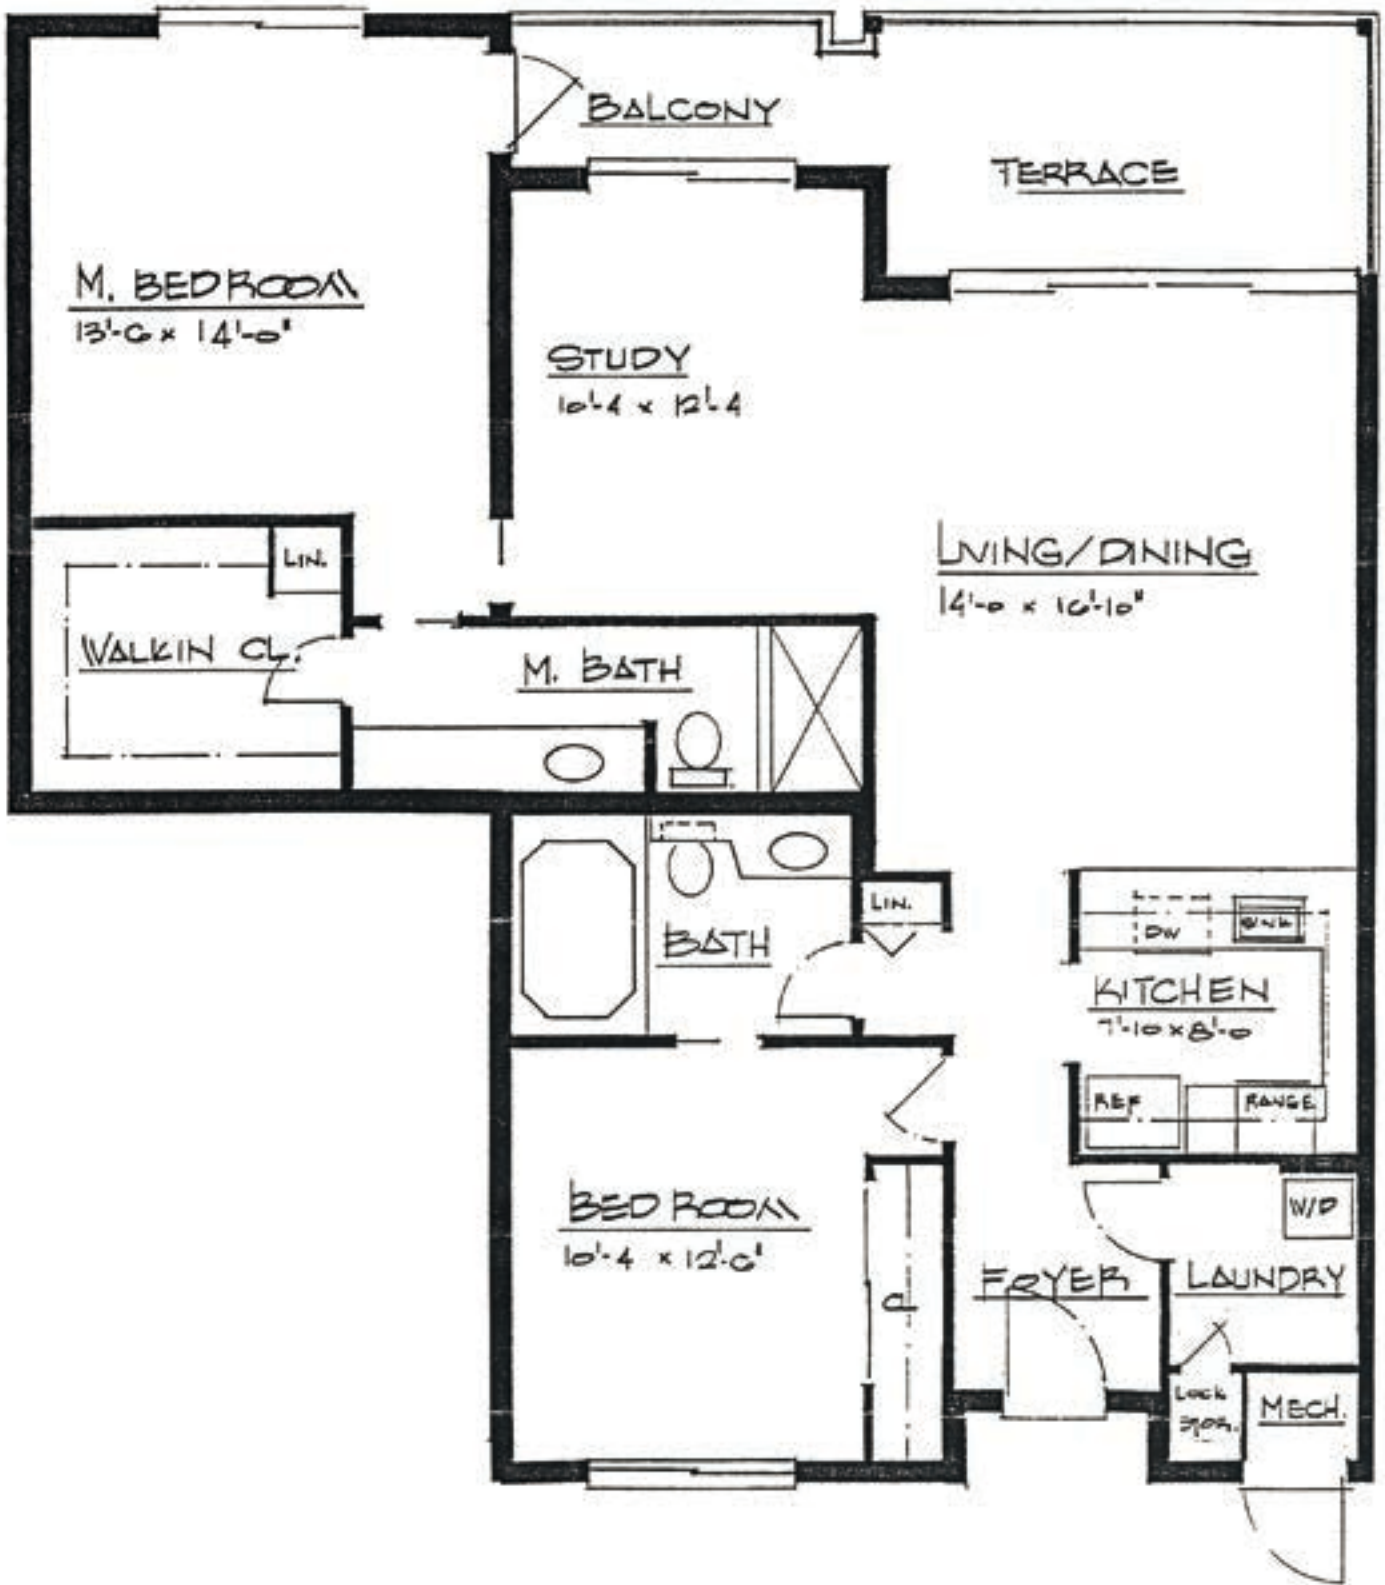 BALCONY
TERRACE
M. BEDROOM
13'-6 x 14'-0"
STUDY
10'-4 x 12'-4
LIVING/DINING
14'-0 x 16'-10"
LIN.
WALKIN CL.
M. BATH
LIN.
BATH
DW
SINK
KITCHEN
7'-10 x 8'-0
REF
RANGE
BEDROOM
10'-4 x 12'-6"
CL
W/D
FOYER
LAUNDRY
LOCK
STOR.
MECH.